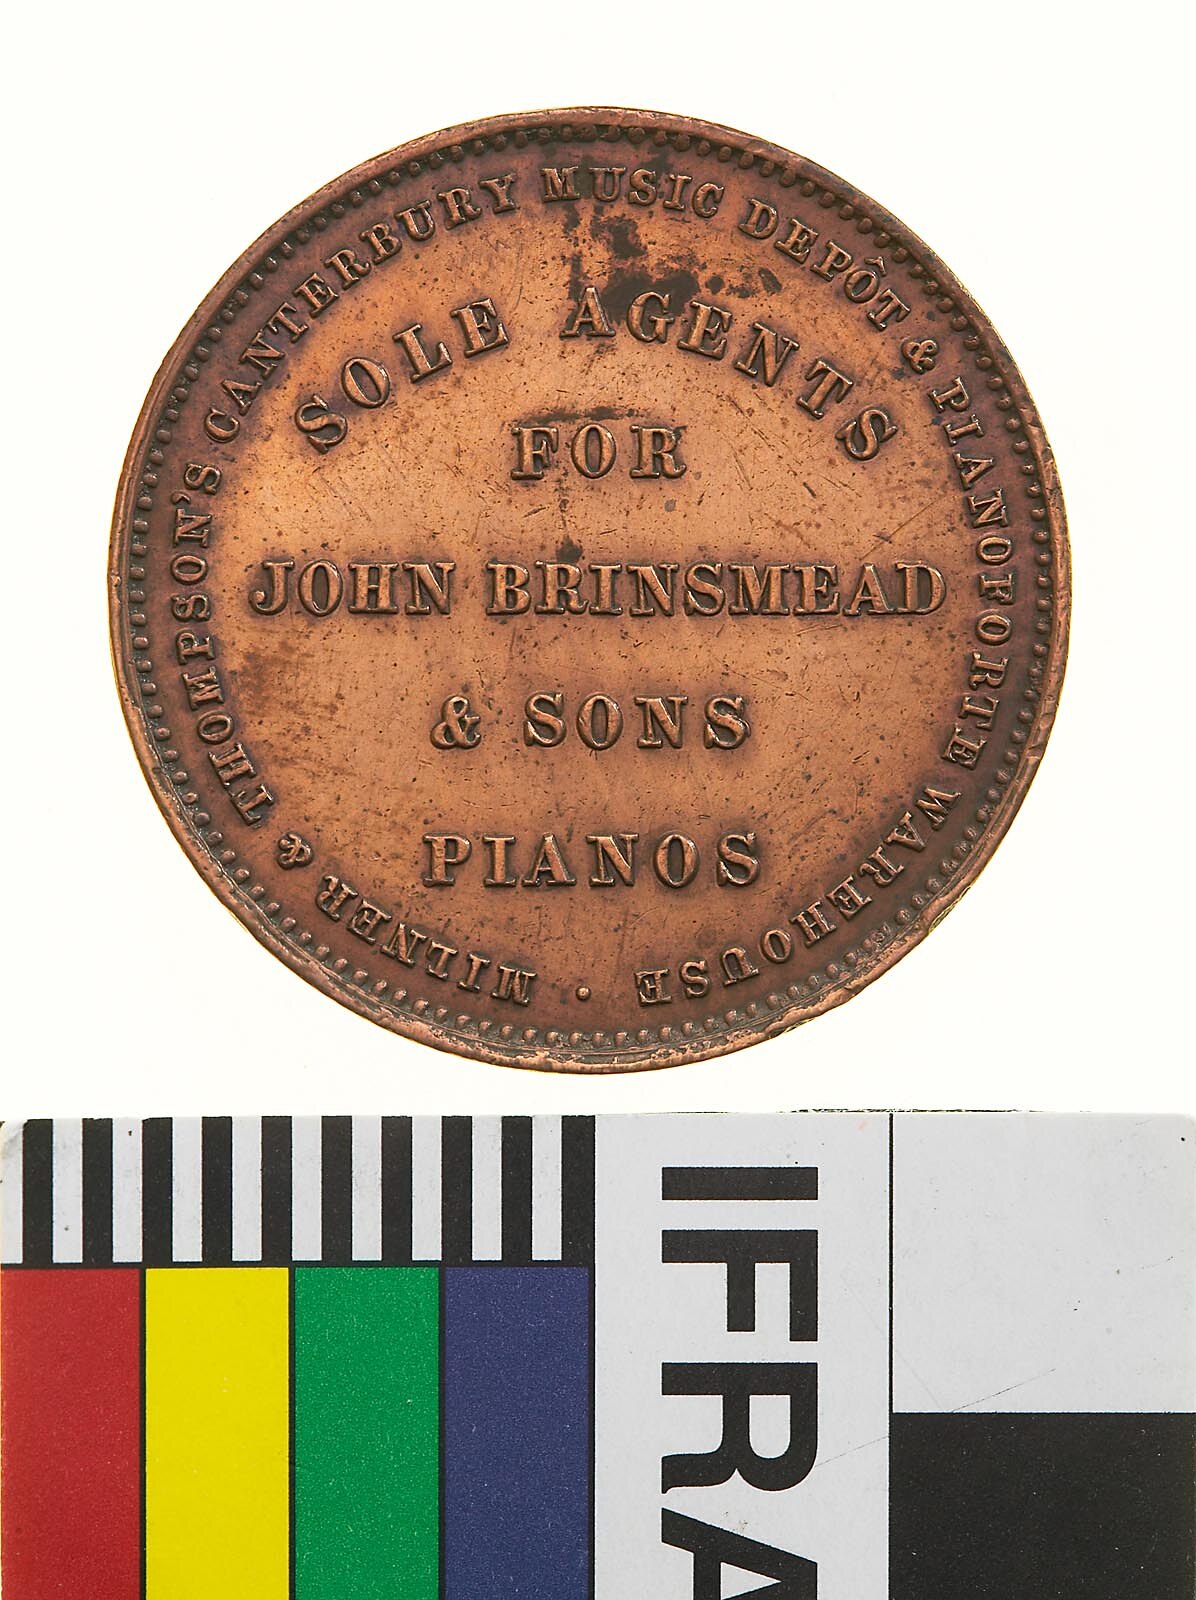 MILNER & THOMPSON'S CANTERBURY MUSIC DEPÔT & PIANOFORTE WAREHOUSE ·
SOLE AGENTS
FOR
JOHN BRINSMEAD
& SONS
PIANOS
IFRA